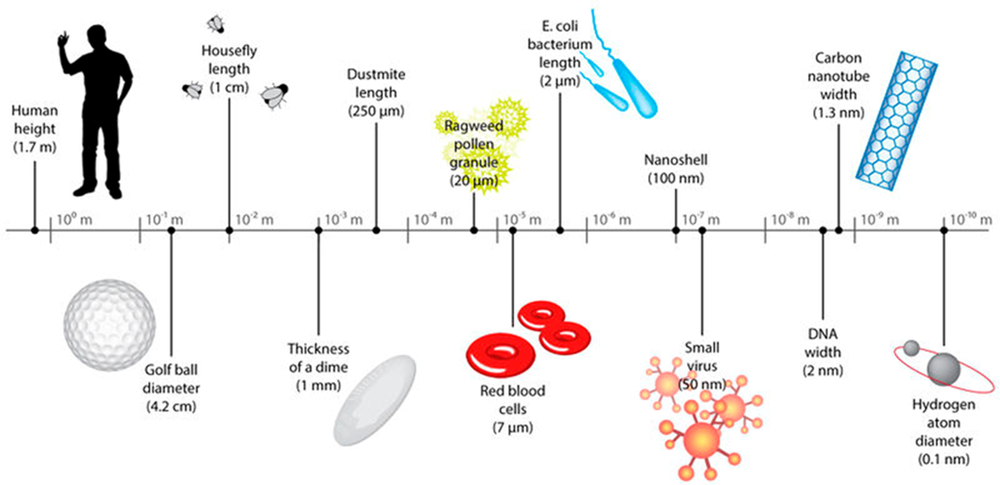 Human
height
(1.7 m)
Housefly
length
(1 cm)
Dustmite
length
(250 µm)
Ragweed
pollen
granule
(20 µm)
E. coli
bacterium
length
(2 µm)
Nanoshell
(100 nm)
Carbon
nanotube
width
(1.3 nm)
10⁰ m
10⁻¹ m
10⁻² m
10⁻³ m
10⁻⁴ m
10⁻⁵ m
10⁻⁶ m
10⁻⁷ m
10⁻⁸ m
10⁻⁹ m
10⁻¹⁰ m
Golf ball
diameter
(4.2 cm)
Thickness
of a dime
(1 mm)
Red blood
cells
(7 µm)
Small
virus
(50 nm)
DNA
width
(2 nm)
Hydrogen
atom
diameter
(0.1 nm)